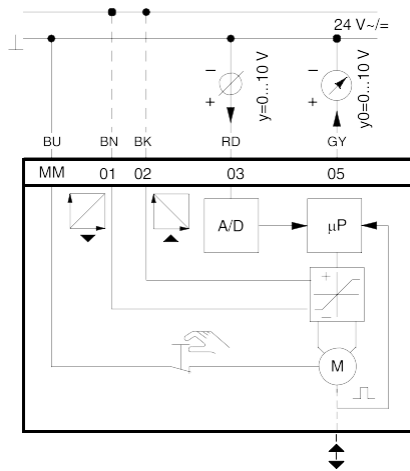 24 V~/=
⊥
−
+
y=0...10 V
−
+
y0=0...10 V
BU BN BK RD GY
MM 01 02 03 05
A/D
µP
+
−
M